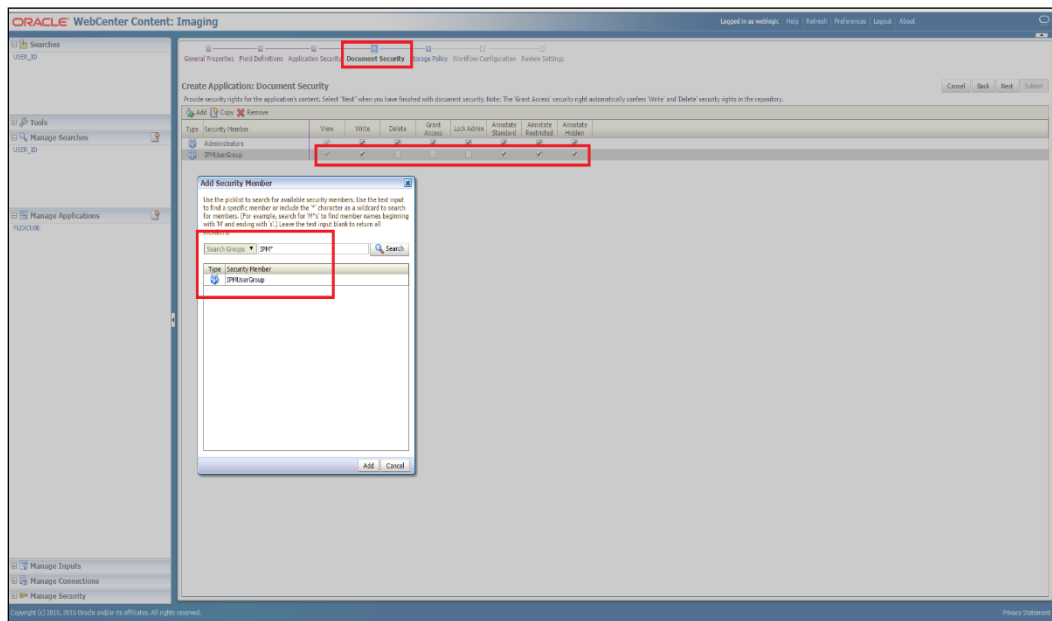 ORACLE WebCenter Content: Imaging
Logged in as weblogic Help Refresh Preferences Logout About
Searches
USER_ID
Tools
Manage Searches
USER_ID
Manage Applications
FLEXCUBE
Manage Inputs
Manage Connections
Manage Security
General Properties Field Definitions Application Security Document Security Storage Policy Workflow Configuration Review Settings
Create Application: Document Security
Cancel Back Next Submit
Provide security rights for the application's content. Select 'Next' when you have finished with document security. Note: The 'Grant Access' security right automatically confers 'Write' and 'Delete' security rights in the repository.
Add Copy Remove
Type Security Member View Write Delete Grant Access Lock Admin Annotate Standard Annotate Restricted Annotate Hidden
Administrators
IPMUserGroup
Add Security Member
Use the picklist to search for available security members. Use the text input
to find a specific member or include the '*' character as a wildcard to search
for members. (For example, search for 'M*s' to find member names beginning
with 'M' and ending with 's'.) Leave the text input blank to return all
members.
Search Groups IPM* Search
Type Security Member
IPMUserGroup
Add Cancel
Copyright (c) 2010, 2015 Oracle and/or its affiliates. All rights reserved.
Privacy Statement